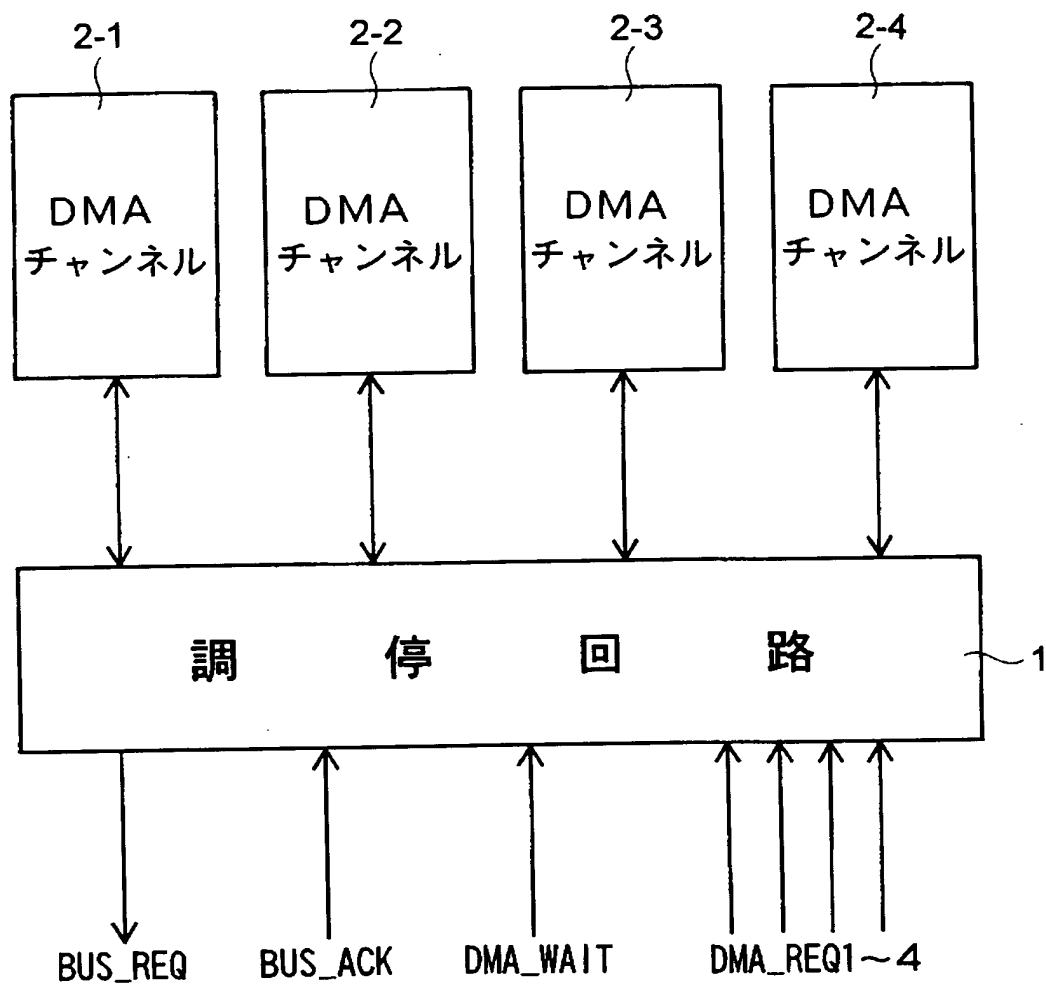 2-1 2-2 2-3 2-4
DMA
チャンネル
DMA
チャンネル
DMA
チャンネル
DMA
チャンネル
調停回路
1
BUS_REQ BUS_ACK DMA_WAIT DMA_REQ1～4